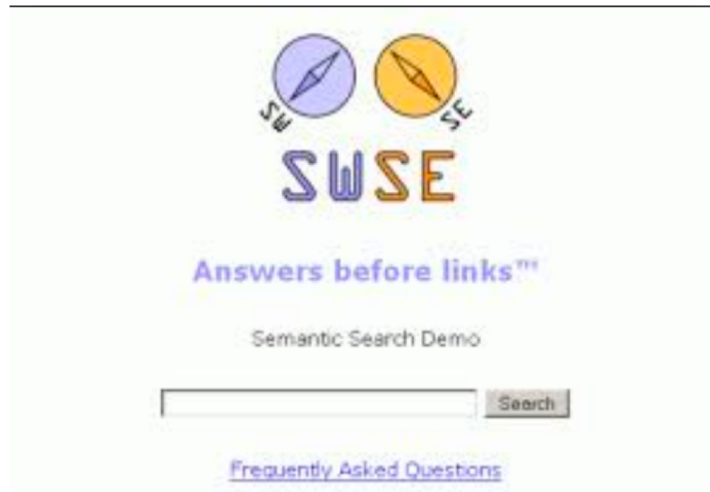 SW SE
SWSE
Answers before links™
Semantic Search Demo
Search
Frequently Asked Questions